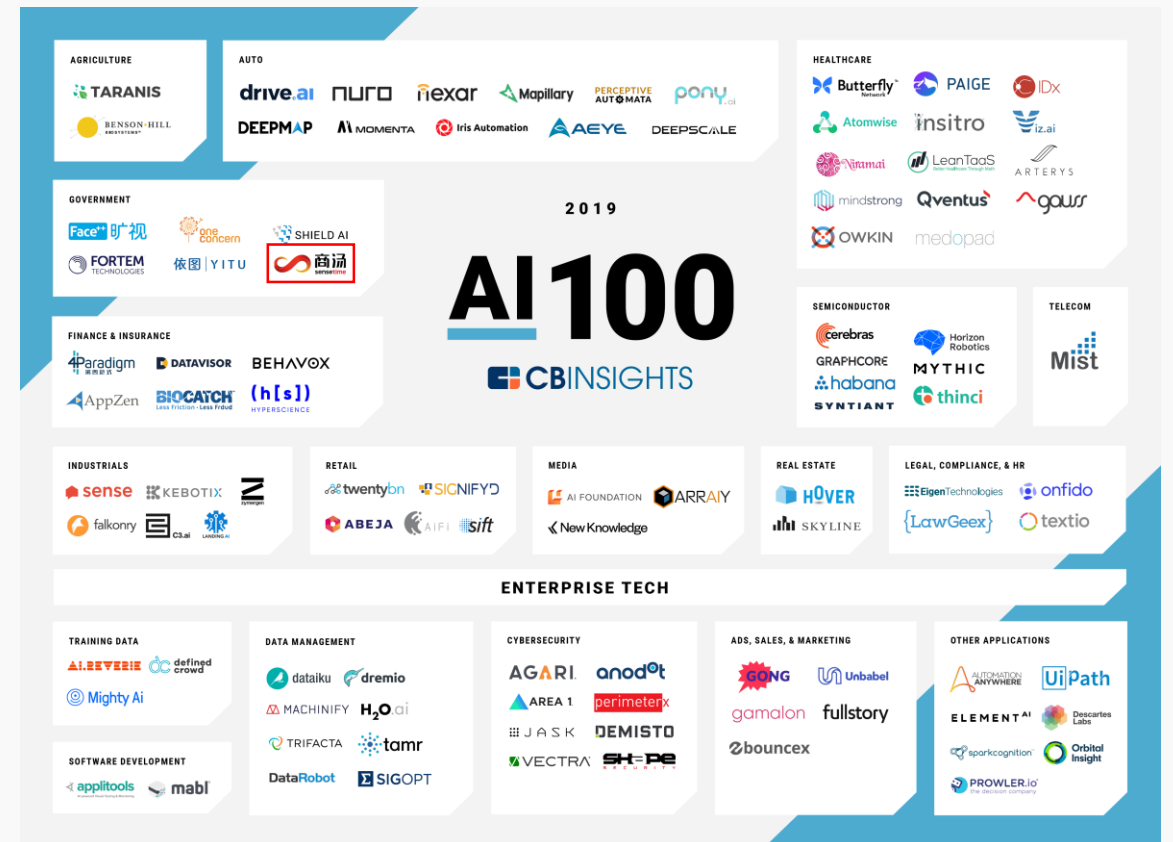 AGRICULTURE
TARANIS
BENSON·HILL
BIOSYSTEMS
AUTO
drive.ai nuro nexar Mapillary PERCEPTIVE AUTOMATA pony.ai
DEEPMAP MOMENTA Iris Automation AEYE DEEPSCALE
HEALTHCARE
Butterfly Network PAIGE IDx
Atomwise insitro Viz.ai
Niramai LeanTaaS ARTERYS
Better Healthcare Through Math
mindstrong Qventus gauss
OWKIN medopad
GOVERNMENT
Face++ 旷视 one concern SHIELD AI
FORTEM TECHNOLOGIES 依图 | YITU 商汤 sensetime
2019
AI 100
CBINSIGHTS
FINANCE & INSURANCE
4Paradigm DATAVISOR BEHAVOX
第四范式
AppZen BIOCATCH (h[s])
Less Friction - Less Fraud HYPERSCIENCE
SEMICONDUCTOR
cerebras Horizon Robotics
GRAPHCORE MYTHIC
habana thinci
SYNTIANT
TELECOM
Mist
INDUSTRIALS
sense KEBOTIX zymergen
falkonry C3.ai LANDING AI
RETAIL
twentybn SIGNIFYD
ABEJA AiFi sift
MEDIA
AI FOUNDATION ARRAIY
New Knowledge
REAL ESTATE
HOVER
SKYLINE
LEGAL, COMPLIANCE, & HR
EigenTechnologies onfido
{LawGeex} textio
ENTERPRISE TECH
TRAINING DATA
AI.REVERIE defined crowd
Mighty Ai
SOFTWARE DEVELOPMENT
applitools mabl
DATA MANAGEMENT
dataiku dremio
MACHINIFY H2O.ai
TRIFACTA tamr
DataRobot SIGOPT
CYBERSECURITY
AGARI. anodot
AREA 1 perimeterx
JASK DEMISTO
VECTRA SHAPE
SECURITY
ADS, SALES, & MARKETING
GONG Unbabel
gamalon fullstory
bouncex
OTHER APPLICATIONS
AUTOMATION ANYWHERE UiPath
ELEMENT AI Descartes Labs
sparkcognition Orbital Insight
PROWLER.io
the decision company